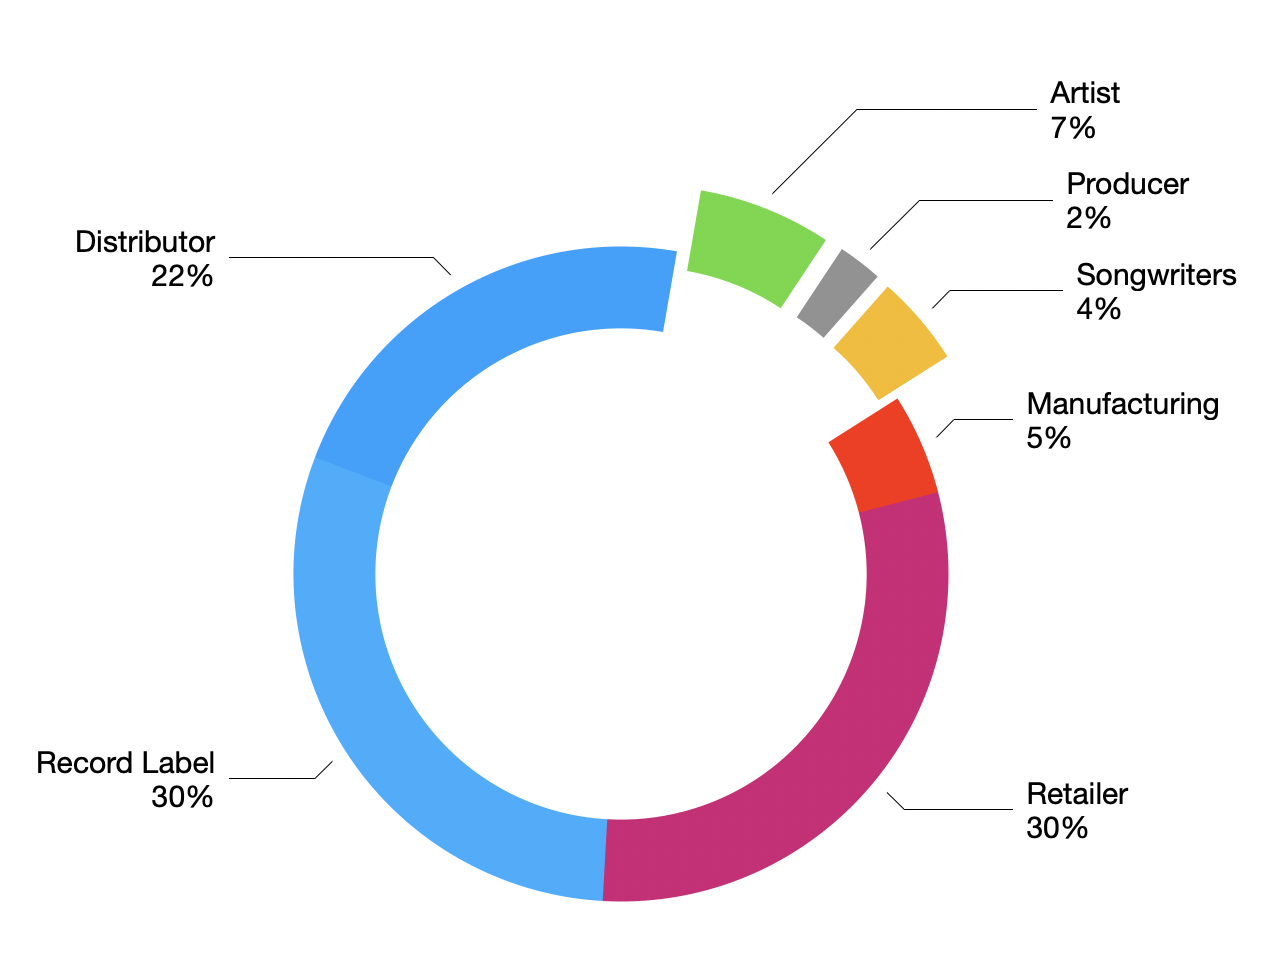 Artist
7%
Producer
2%
Distributor
22%
Songwriters
4%
Manufacturing
5%
Record Label
30%
Retailer
30%